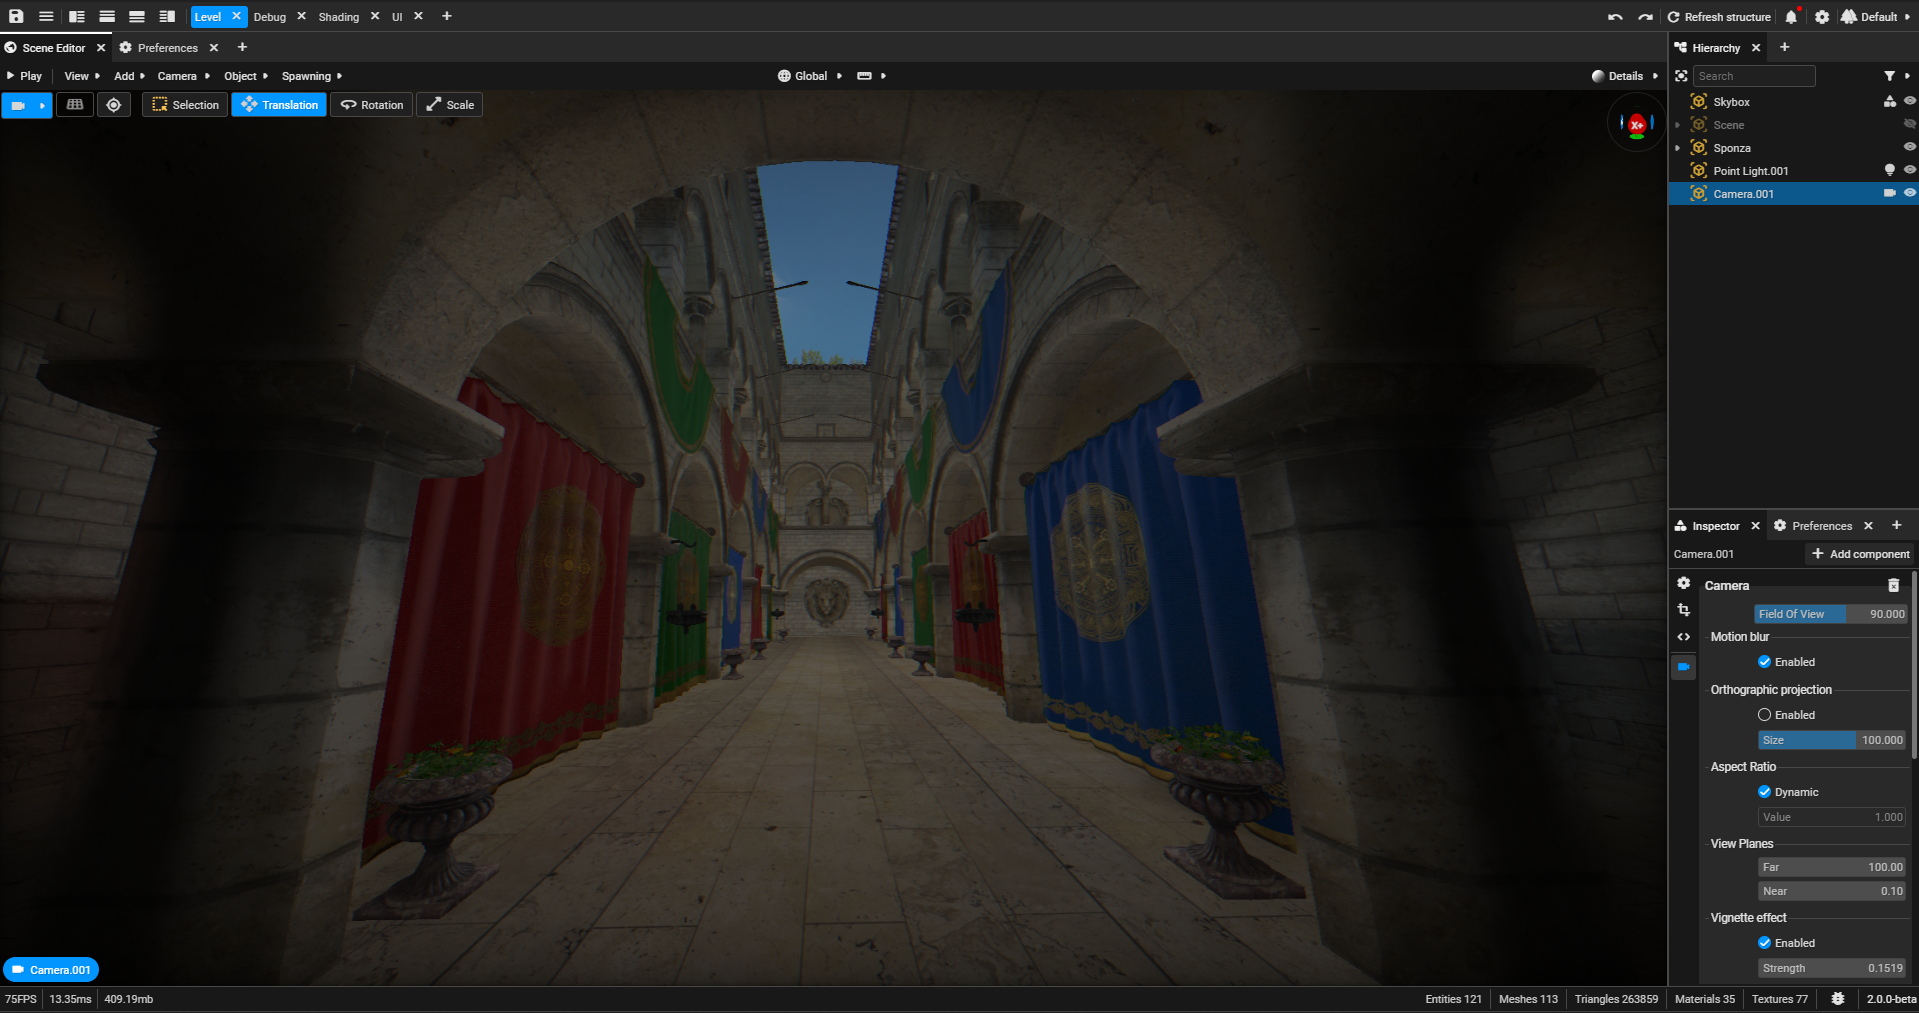 Level Debug Shading UI Refresh structure Default
Scene Editor Preferences
Play View Add Camera Object Spawning Global Details
Selection Translation Rotation Scale
X+
Camera.001
Hierarchy
Search
Skybox
Scene
Sponza
Point Light.001
Camera.001
Inspector Preferences
Camera.001 Add component
Camera
Field Of View 90.000
Motion blur
Enabled
Orthographic projection
Enabled
Size 100.000
Aspect Ratio
Dynamic
Value 1.000
View Planes
Far 100.00
Near 0.10
Vignette effect
Enabled
Strength 0.1519
75FPS 13.35ms 409.19mb Entities 121 Meshes 113 Triangles 263859 Materials 35 Textures 77 2.0.0-beta